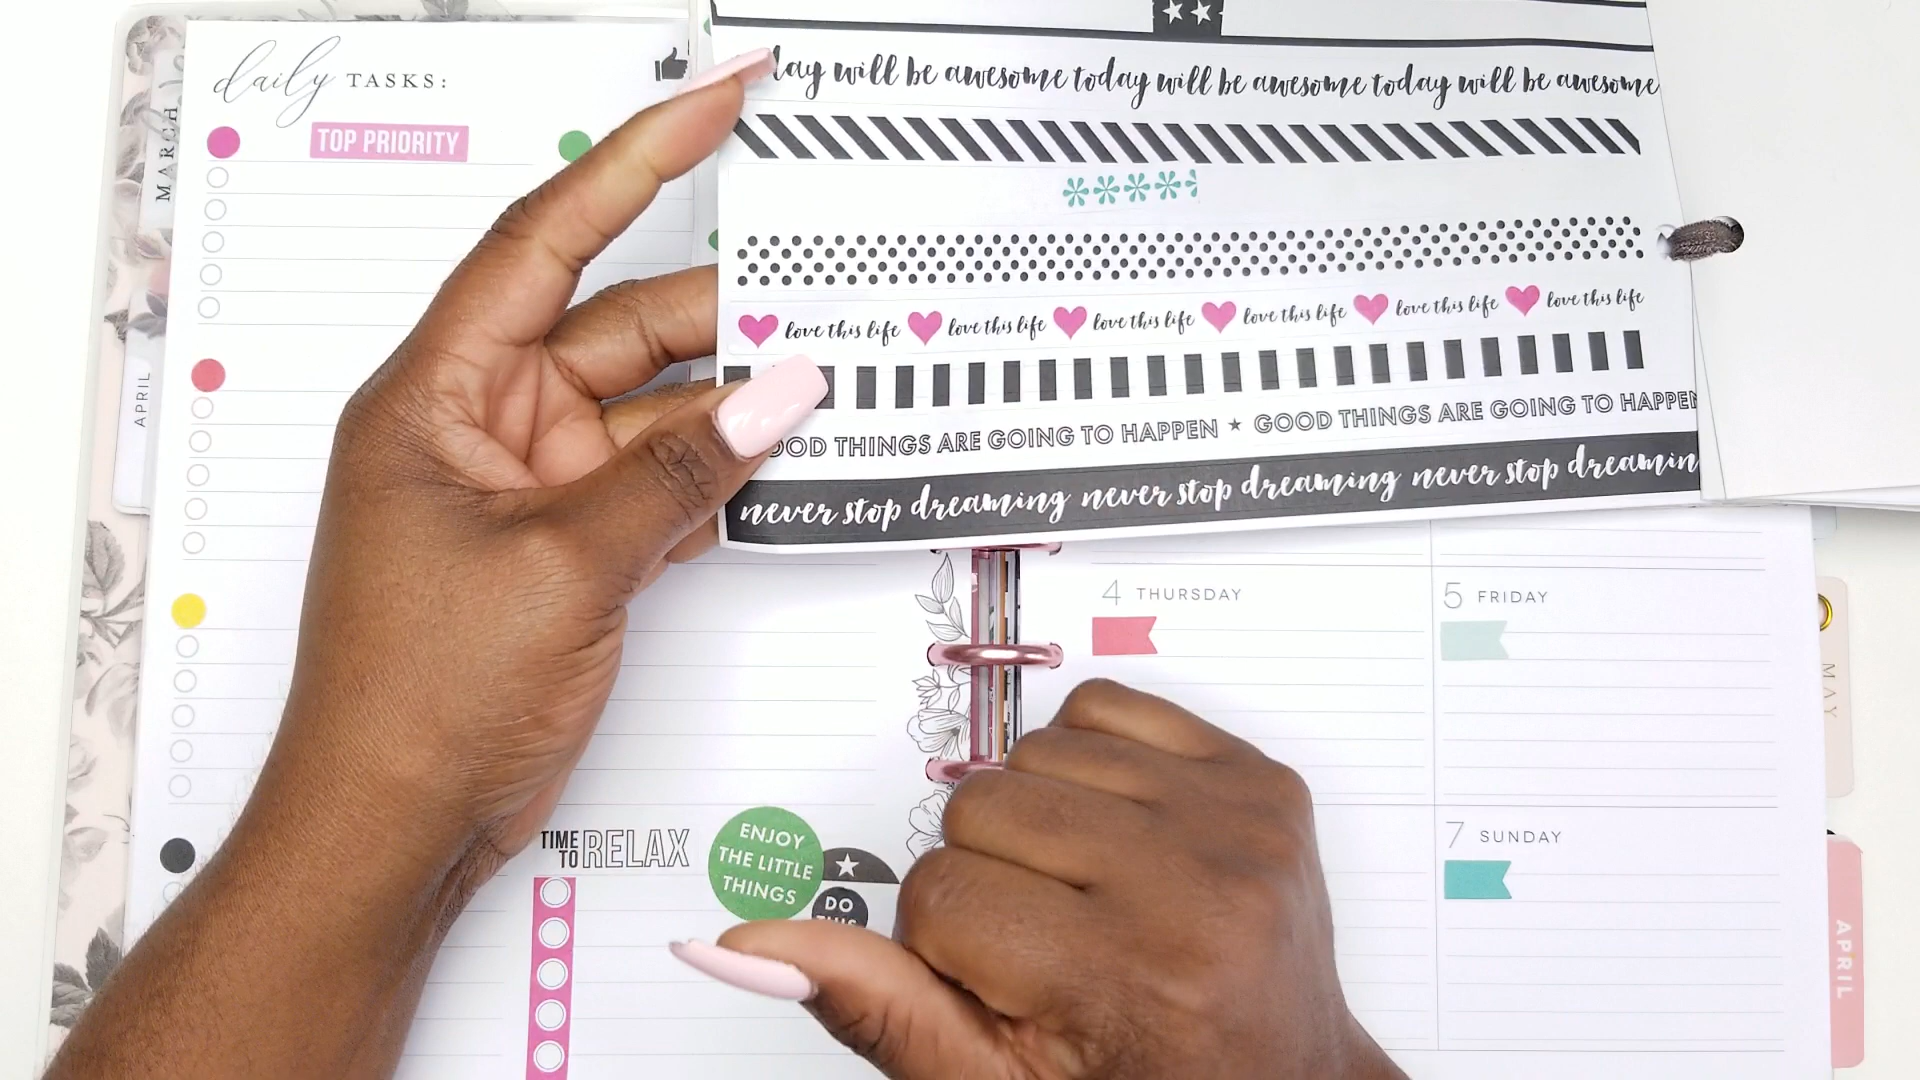 daily TASKS:
TOP PRIORITY
MARCH
APRIL
will be awesome today will be awesome today will be awesome
love this life love this life love this life love this life love this life love this life
THINGS ARE GOING TO HAPPEN ★ GOOD THINGS ARE GOING TO HAPPEN
never stop dreaming never stop dreaming never stop dreamin
4 THURSDAY
5 FRIDAY
7 SUNDAY
TIME
TO RELAX
ENJOY
THE LITTLE
THINGS
DO
THIS
MAY
APRIL